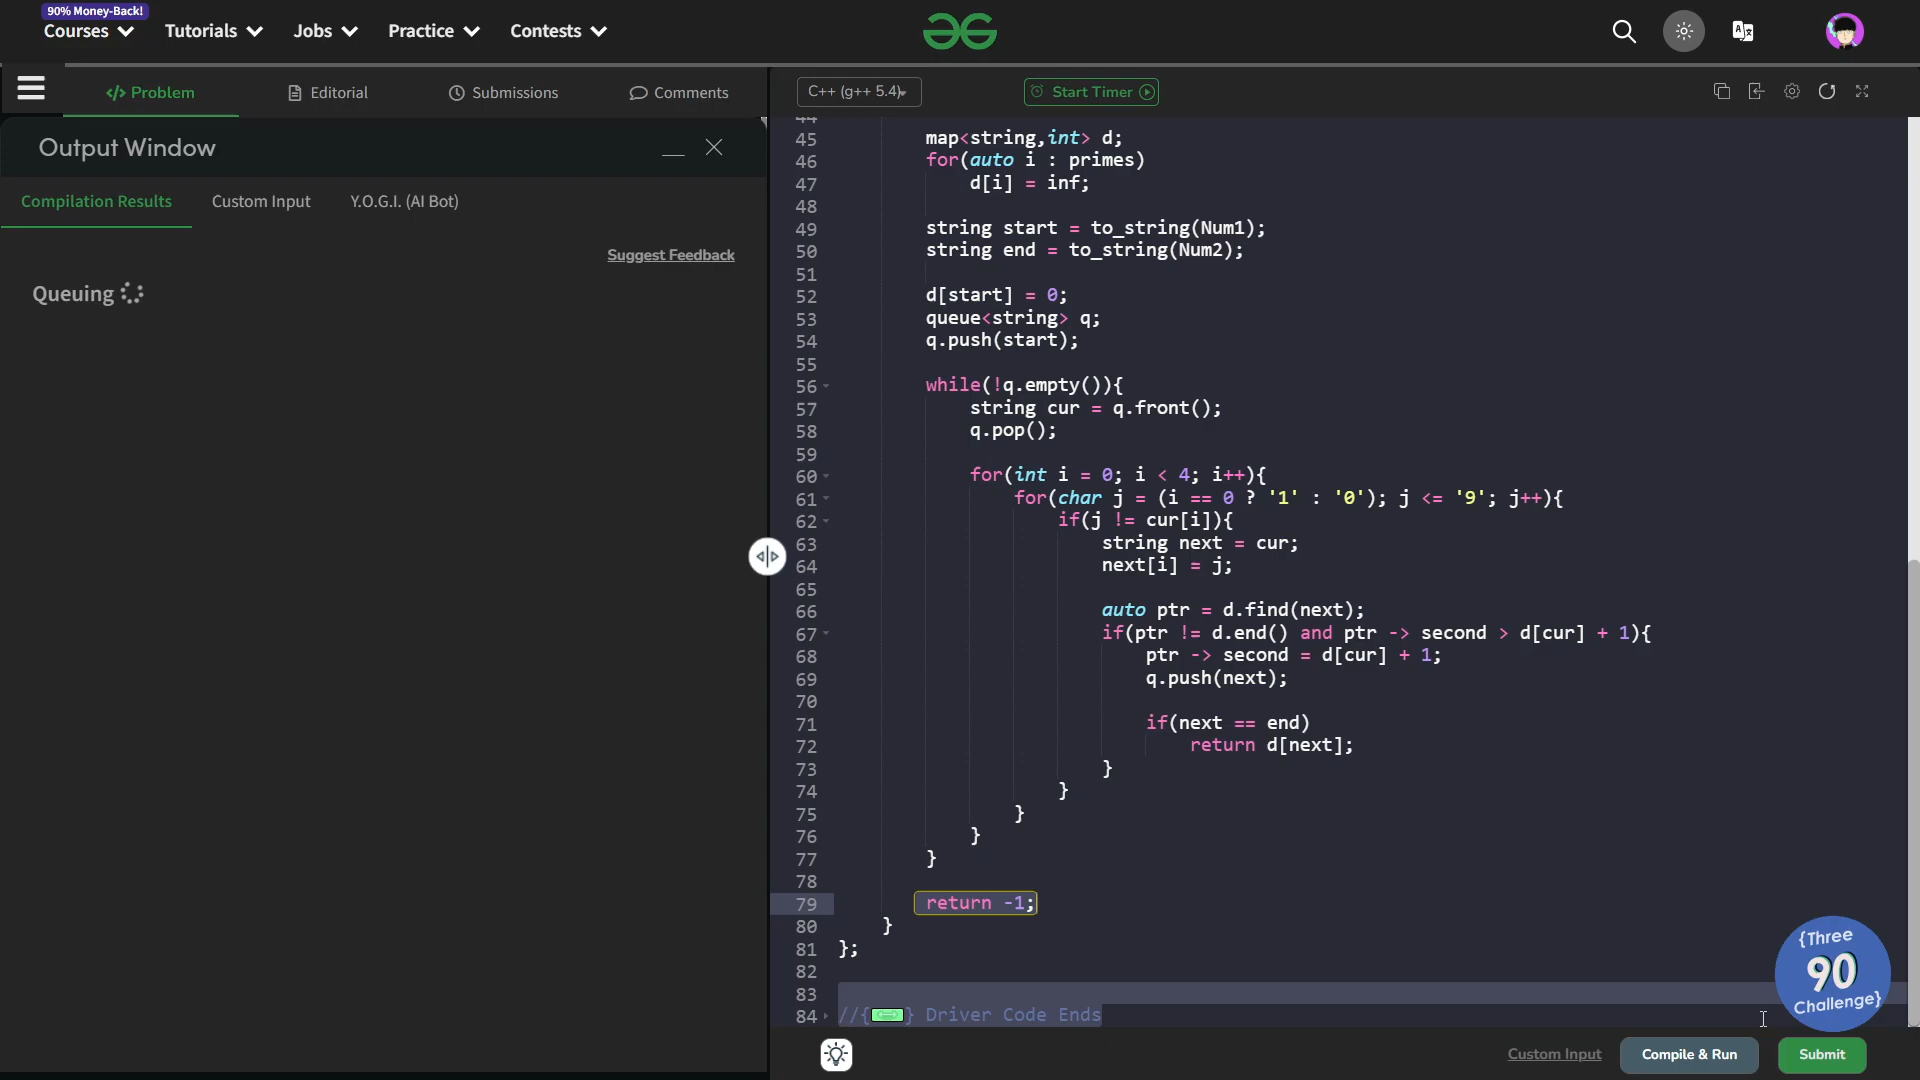 90% Money-Back!
Courses Tutorials Jobs Practice Contests
Problem Editorial Submissions Comments
C++ (g++ 5.4) Start Timer
Output Window
Compilation Results Custom Input Y.O.G.I. (AI Bot)
Suggest Feedback
Queuing
44
45 map<string,int> d;
46 for(auto i : primes)
47 d[i] = inf;
48
49 string start = to_string(Num1);
50 string end = to_string(Num2);
51
52 d[start] = 0;
53 queue<string> q;
54 q.push(start);
55
56 while(!q.empty()){
57 string cur = q.front();
58 q.pop();
59
60 for(int i = 0; i < 4; i++){
61 for(char j = (i == 0 ? '1' : '0'); j <= '9'; j++){
62 if(j != cur[i]){
63 string next = cur;
64 next[i] = j;
65
66 auto ptr = d.find(next);
67 if(ptr != d.end() and ptr -> second > d[cur] + 1){
68 ptr -> second = d[cur] + 1;
69 q.push(next);
70
71 if(next == end)
72 return d[next];
73 }
74 }
75 }
76 }
77 }
78
79 return -1;
80 }
81 };
82
83
84 //{ } Driver Code Ends
{Three
90
Challenge}
Custom Input Compile & Run Submit